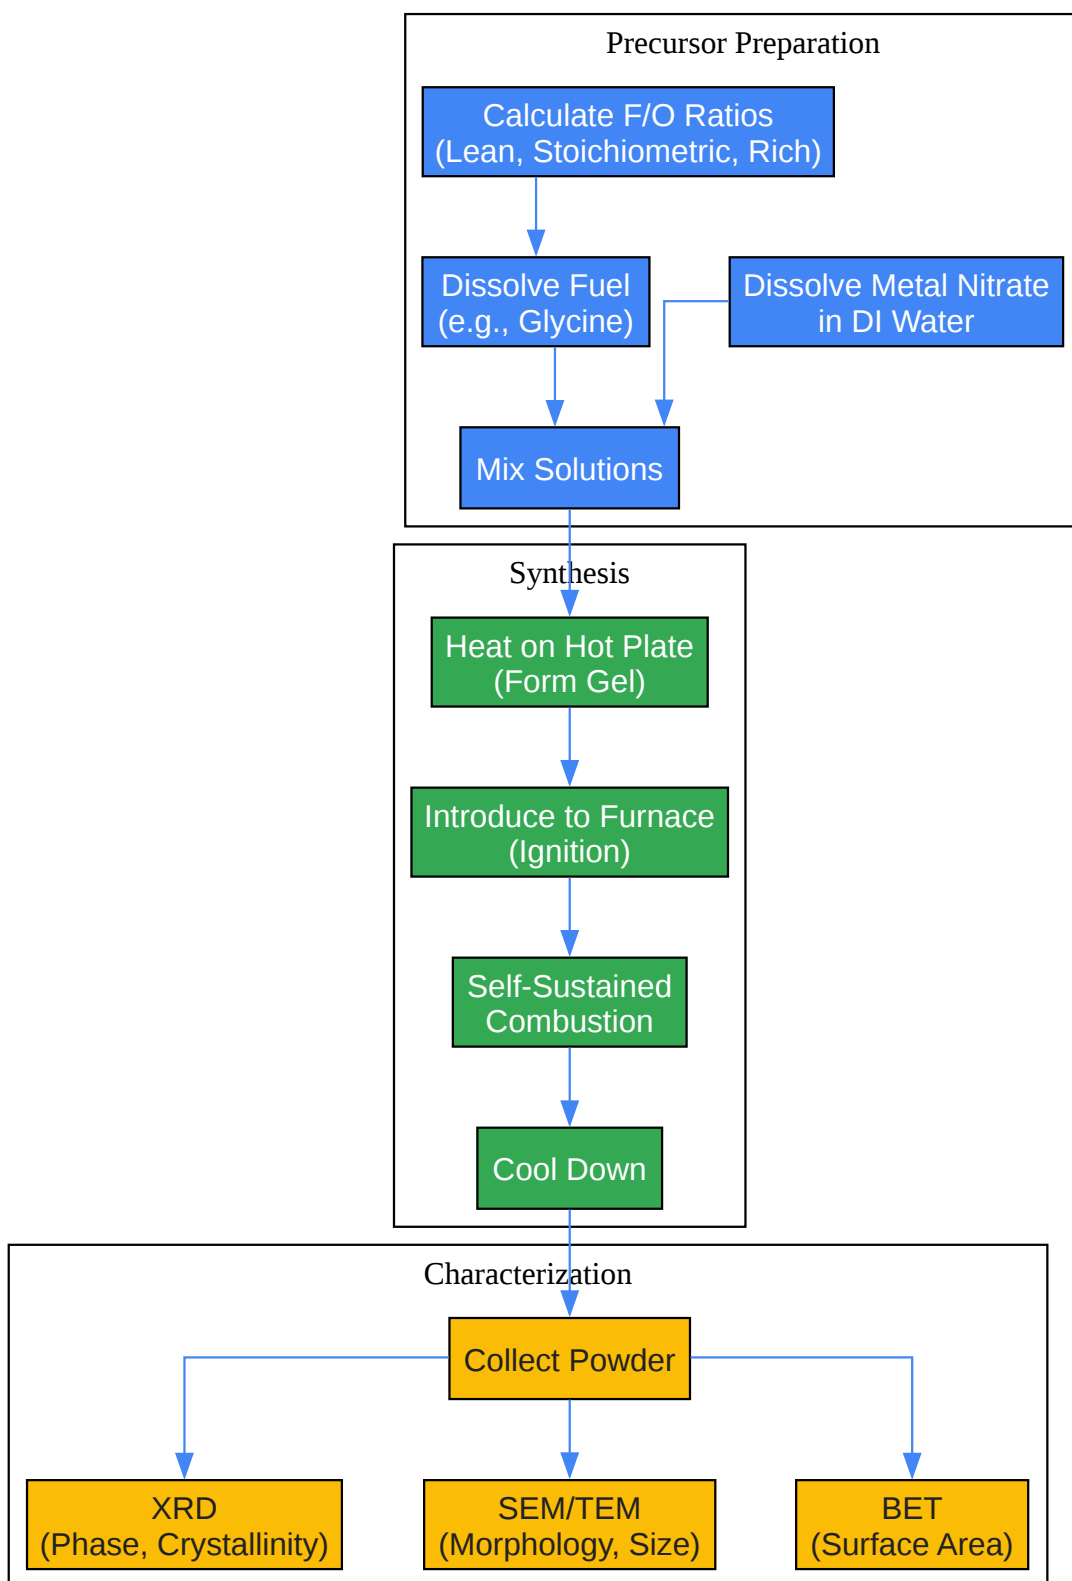 Precursor Preparation
Calculate F/O Ratios
(Lean, Stoichiometric, Rich)
Dissolve Fuel
(e.g., Glycine)
Dissolve Metal Nitrate
in DI Water
Mix Solutions
Synthesis
Heat on Hot Plate
(Form Gel)
Introduce to Furnace
(Ignition)
Self-Sustained
Combustion
Cool Down
Characterization
Collect Powder
XRD
(Phase, Crystallinity)
SEM/TEM
(Morphology, Size)
BET
(Surface Area)